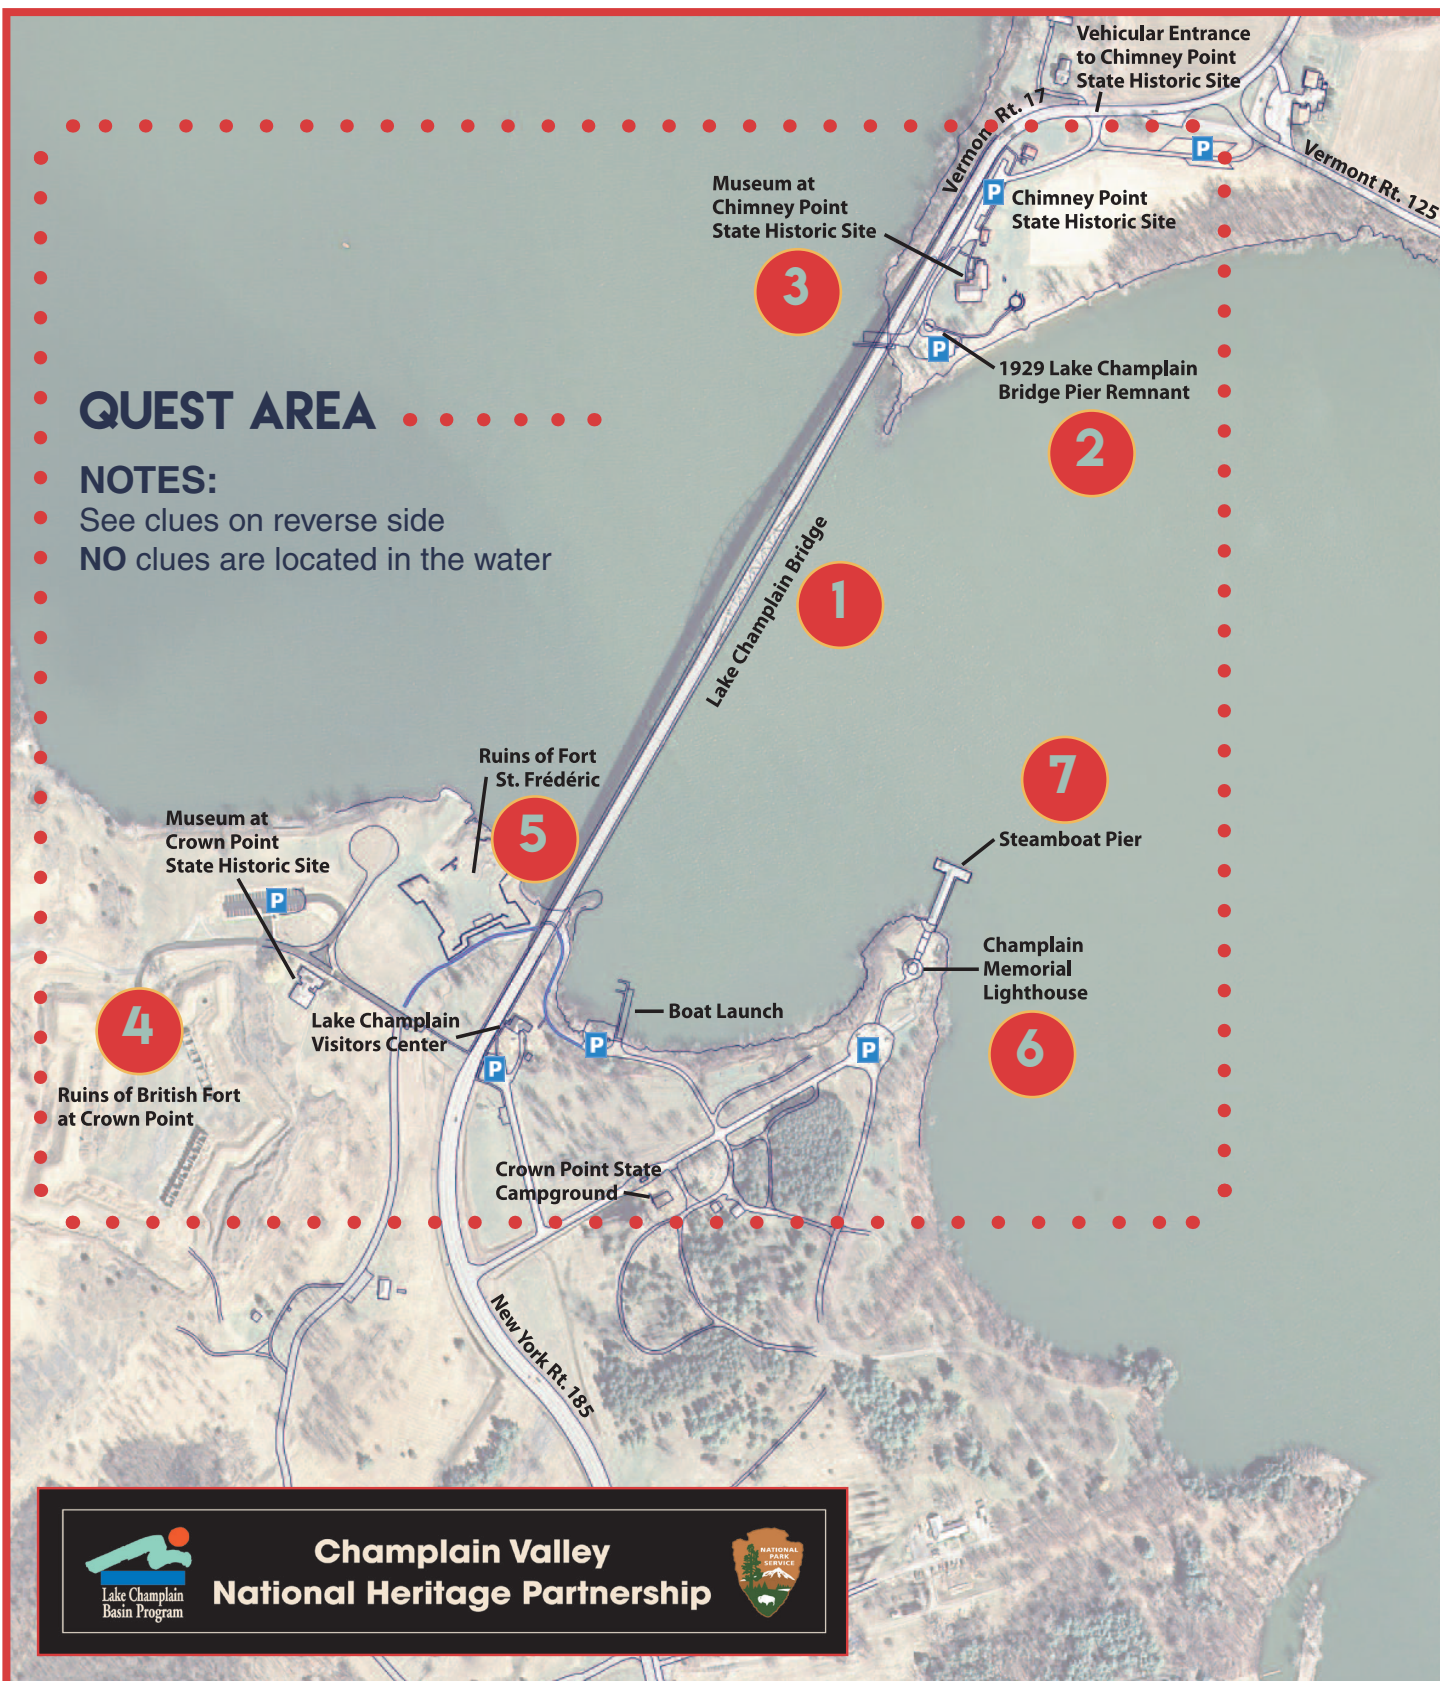 Vehicular Entrance
to Chimney Point
State Historic Site
Vermont Rt. 17
P
Vermont Rt. 125
Museum at
Chimney Point
State Historic Site
P
Chimney Point
State Historic Site
3
P
1929 Lake Champlain
Bridge Pier Remnant
2
QUEST AREA
NOTES:
See clues on reverse side
NO clues are located in the water
Lake Champlain Bridge
1
Ruins of Fort
St. Frédéric
5
7
Steamboat Pier
Museum at
Crown Point
State Historic Site
P
Champlain
Memorial
Lighthouse
6
4
Ruins of British Fort
at Crown Point
Lake Champlain
Visitors Center
P
Boat Launch
P
P
Crown Point State
Campground
New York Rt. 185
Lake Champlain
Basin Program
Champlain Valley
National Heritage Partnership
NATIONAL
PARK
SERVICE